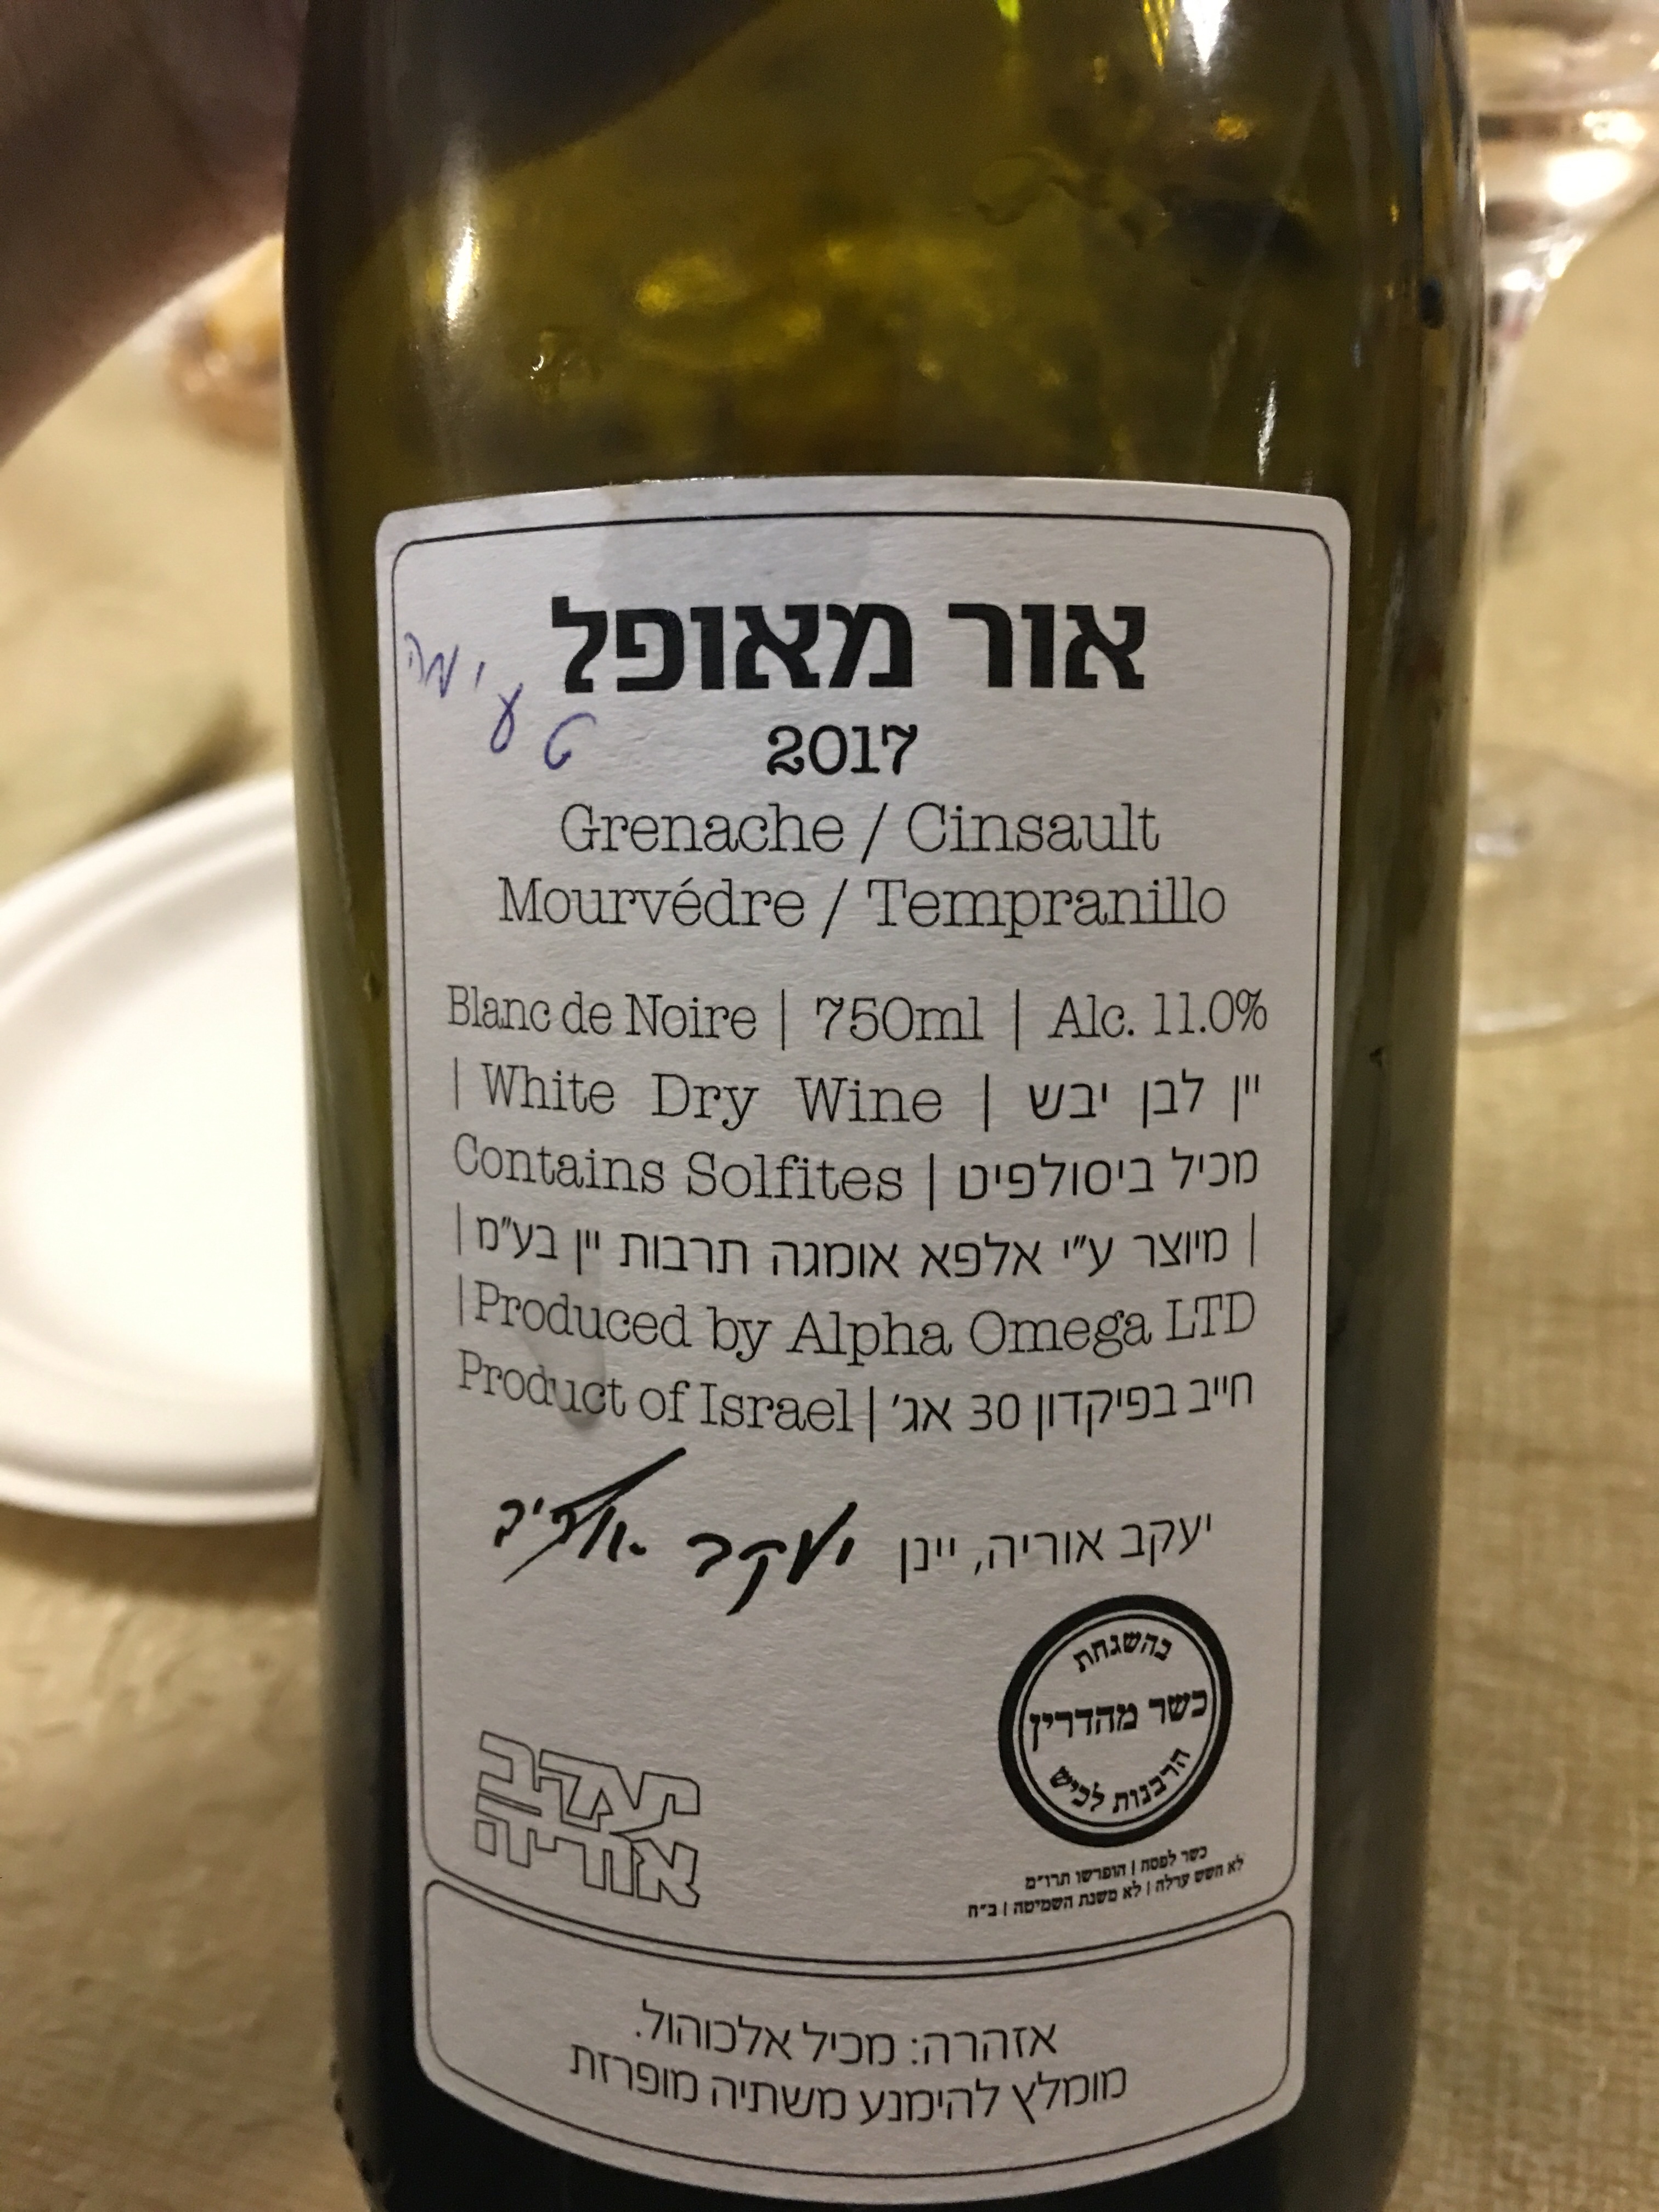 אור מאופל
טעימה
2017
Grenache / Cinsault
Mourvédre / Tempranillo
Blanc de Noire | 750ml | Alc. 11.0%
| White Dry Wine | יין לבן יבש
Contains Solfites | מכיל ביסולפיט
| מיוצר ע״י אלפא אומגה תרבות יין בע״מ |
| Produced by Alpha Omega LTD
Product of Israel | חייב בפיקדון 30 אג׳
יעקב אוריה, יינן יעקב אוריה
בהשגחת
כשר מהדרין
הרבנות לכיש
כשר לפסח | הופרשו תרו״מ
לא חשש ערלה | לא משנת השמיטה | ב״ח
יעקב
אוריה
אזהרה: מכיל אלכוהול.
מומלץ להימנע משתיה מופרזת